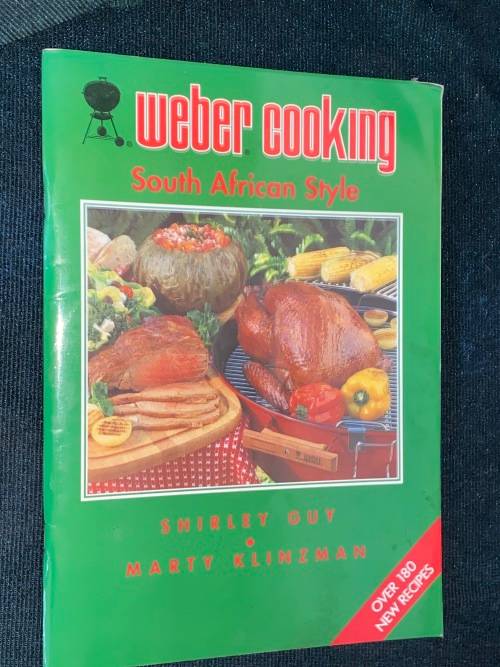 weber cooking
South African Style
SHIRLEY GUY
•
MARTY KLINZMAN
OVER 180
NEW RECIPES